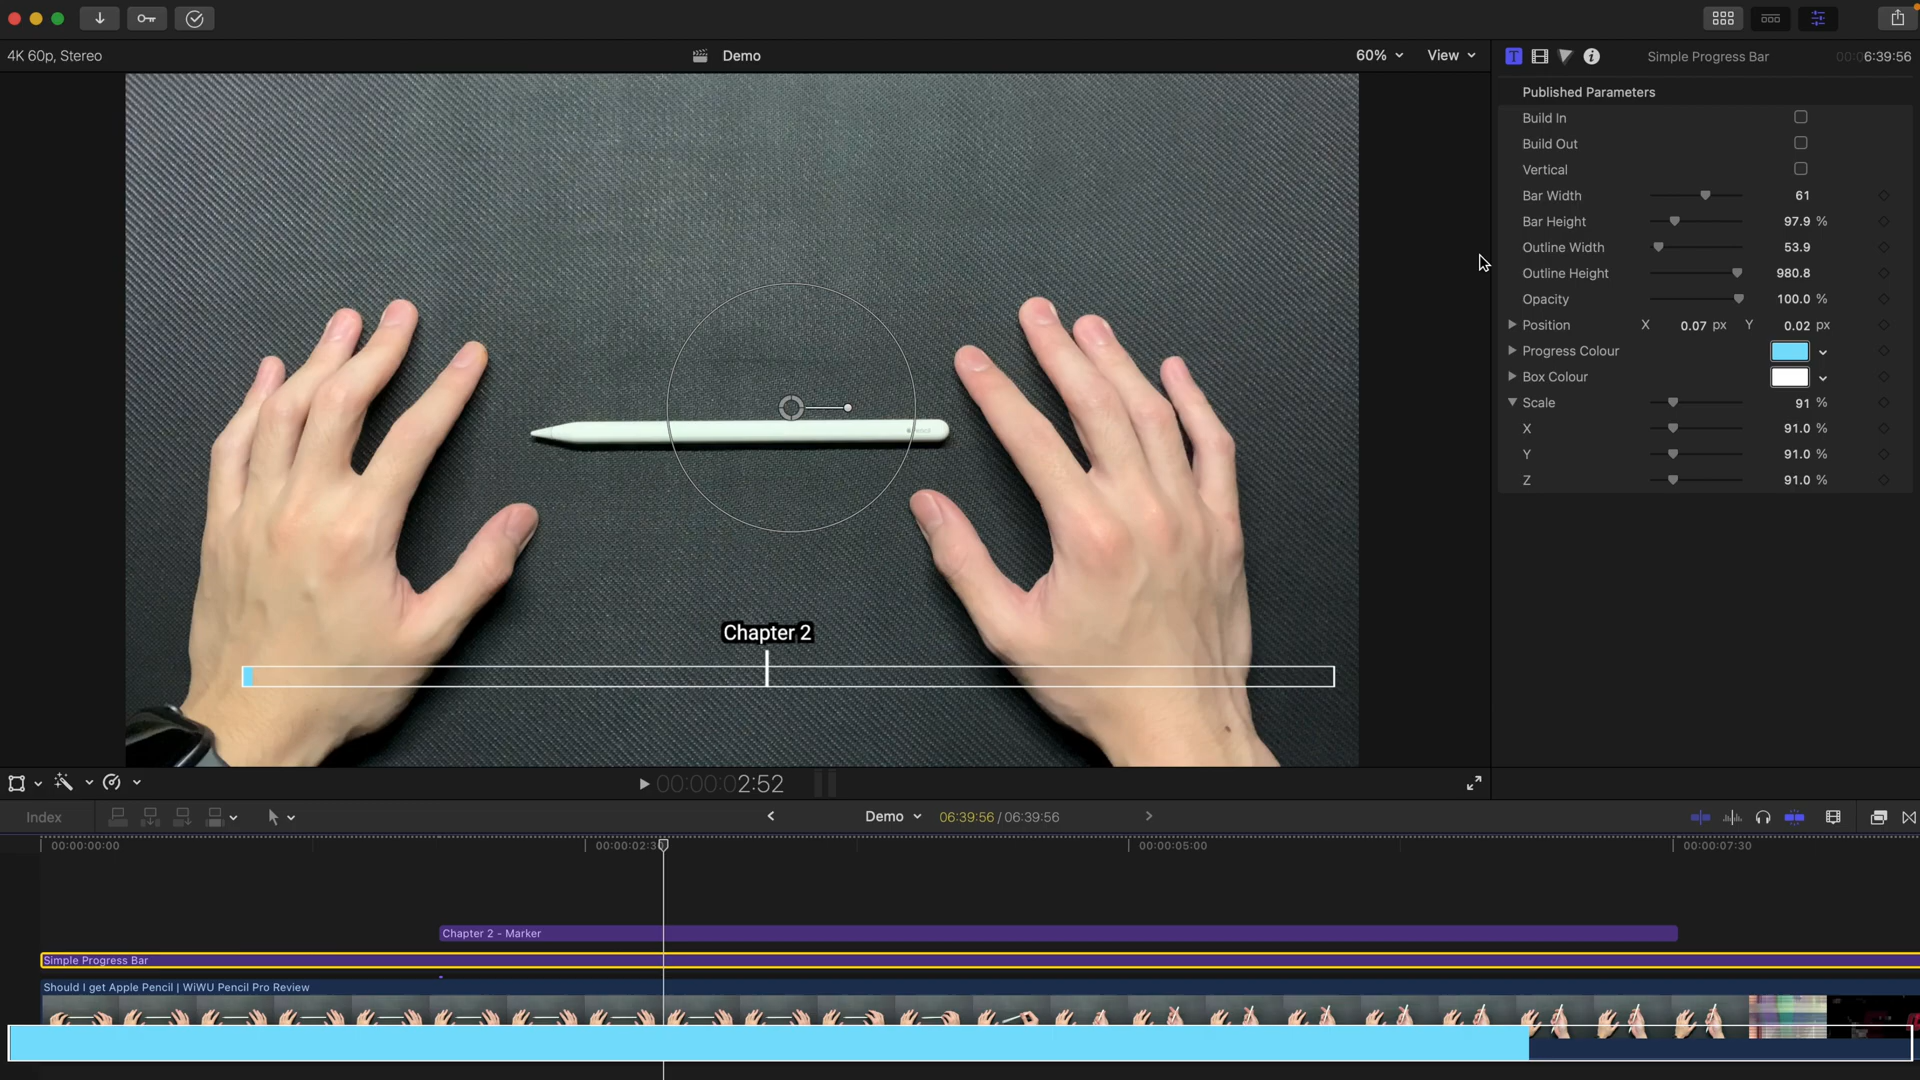 4K 60p, Stereo
Demo
60%
View
Simple Progress Bar
00:06:39:56
Published Parameters
Build In
Build Out
Vertical
Bar Width 61
Bar Height 97.9 %
Outline Width 53.9
Outline Height 980.8
Opacity 100.0 %
Position X 0.07 px Y 0.02 px
Progress Colour
Box Colour
Scale 91 %
X 91.0 %
Y 91.0 %
Z 91.0 %
Chapter 2
00:00:02:52
Index
Demo
06:39:56 / 06:39:56
00:00:00:00
00:00:02:30
00:00:05:00
00:00:07:30
Chapter 2 - Marker
Simple Progress Bar
Should I get Apple Pencil | WiWU Pencil Pro Review